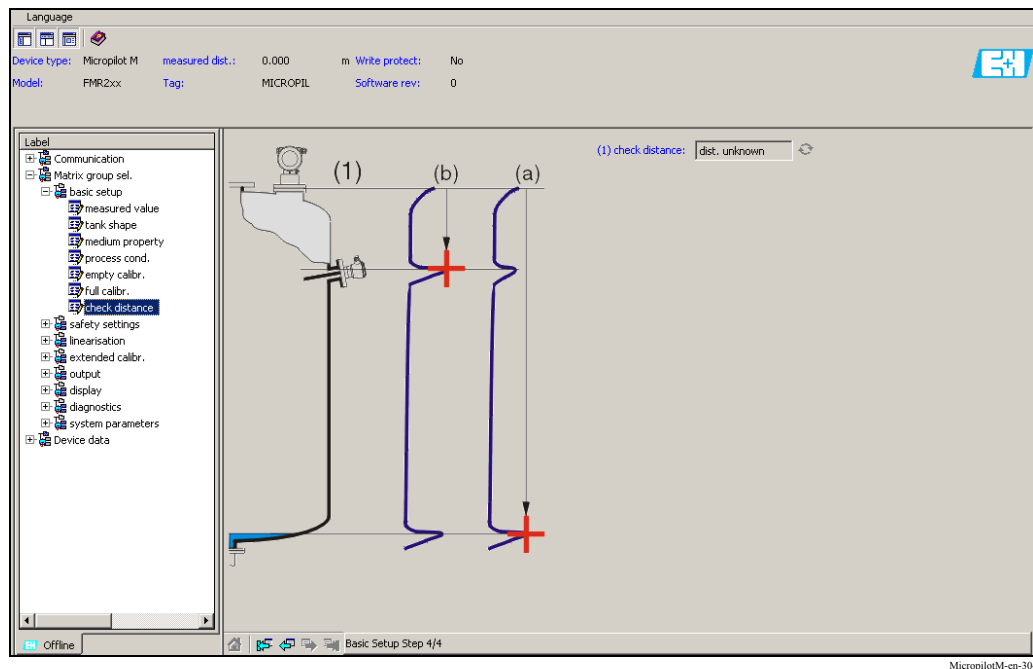 Language
Device type: Micropilot M measured dist.: 0.000 m Write protect: No
Model: FMR2xx Tag: MICROPIL Software rev: 0
E+H
Label
Communication
Matrix group sel.
basic setup
measured value
tank shape
medium property
process cond.
empty calibr.
full calibr.
check distance
safety settings
linearisation
extended calibr.
output
display
diagnostics
system parameters
Device data
(1) (b) (a)
(1) check distance: dist. unknown
Offline
Basic Setup Step 4/4
MicropilotM-en-30